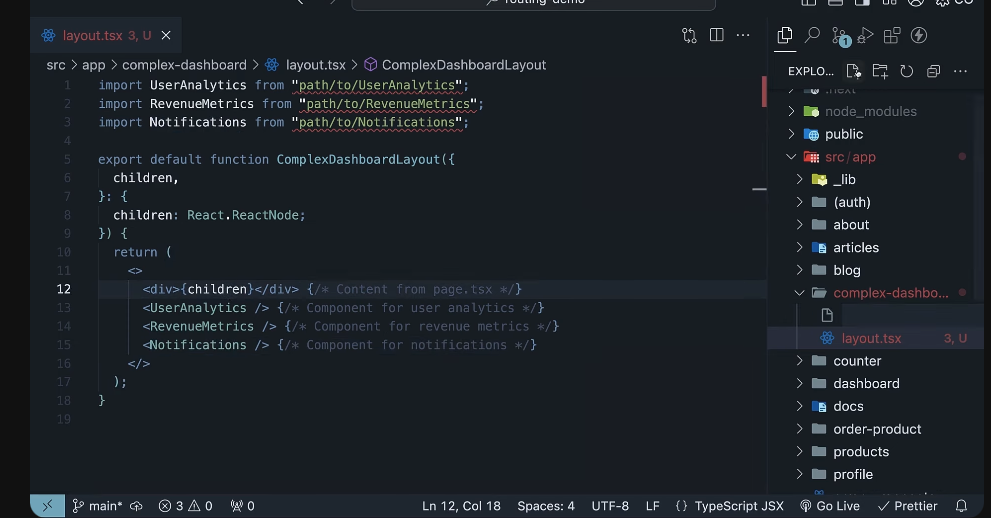 routing-demo
layout.tsx 3, U
src > app > complex-dashboard > layout.tsx > ComplexDashboardLayout
1 import UserAnalytics from "path/to/UserAnalytics";
2 import RevenueMetrics from "path/to/RevenueMetrics";
3 import Notifications from "path/to/Notifications";
4
5 export default function ComplexDashboardLayout({
6 children,
7 }: {
8 children: React.ReactNode;
9 }) {
10 return (
11 <>
12 <div>{children}</div> {/* Content from page.tsx */}
13 <UserAnalytics /> {/* Component for user analytics */}
14 <RevenueMetrics /> {/* Component for revenue metrics */}
15 <Notifications /> {/* Component for notifications */}
16 </>
17 );
18 }
19
1
EXPLO...
.next
node_modules
public
src/app
_lib
(auth)
about
articles
blog
complex-dashbo...
layout.tsx 3, U
counter
dashboard
docs
order-product
products
profile
main* 3 0 0 Ln 12, Col 18 Spaces: 4 UTF-8 LF {} TypeScript JSX Go Live Prettier